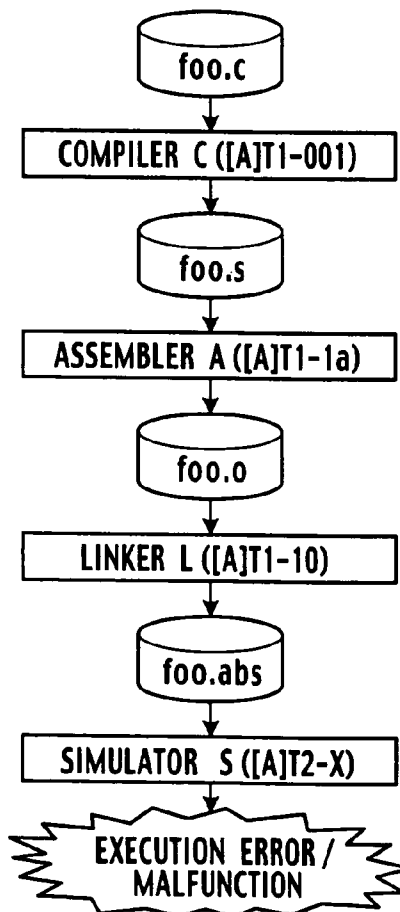 foo.c
COMPILER C ([A]T1-001)
foo.s
ASSEMBLER A ([A]T1-1a)
foo.o
LINKER L ([A]T1-10)
foo.abs
SIMULATOR S ([A]T2-X)
EXECUTION ERROR /
MALFUNCTION